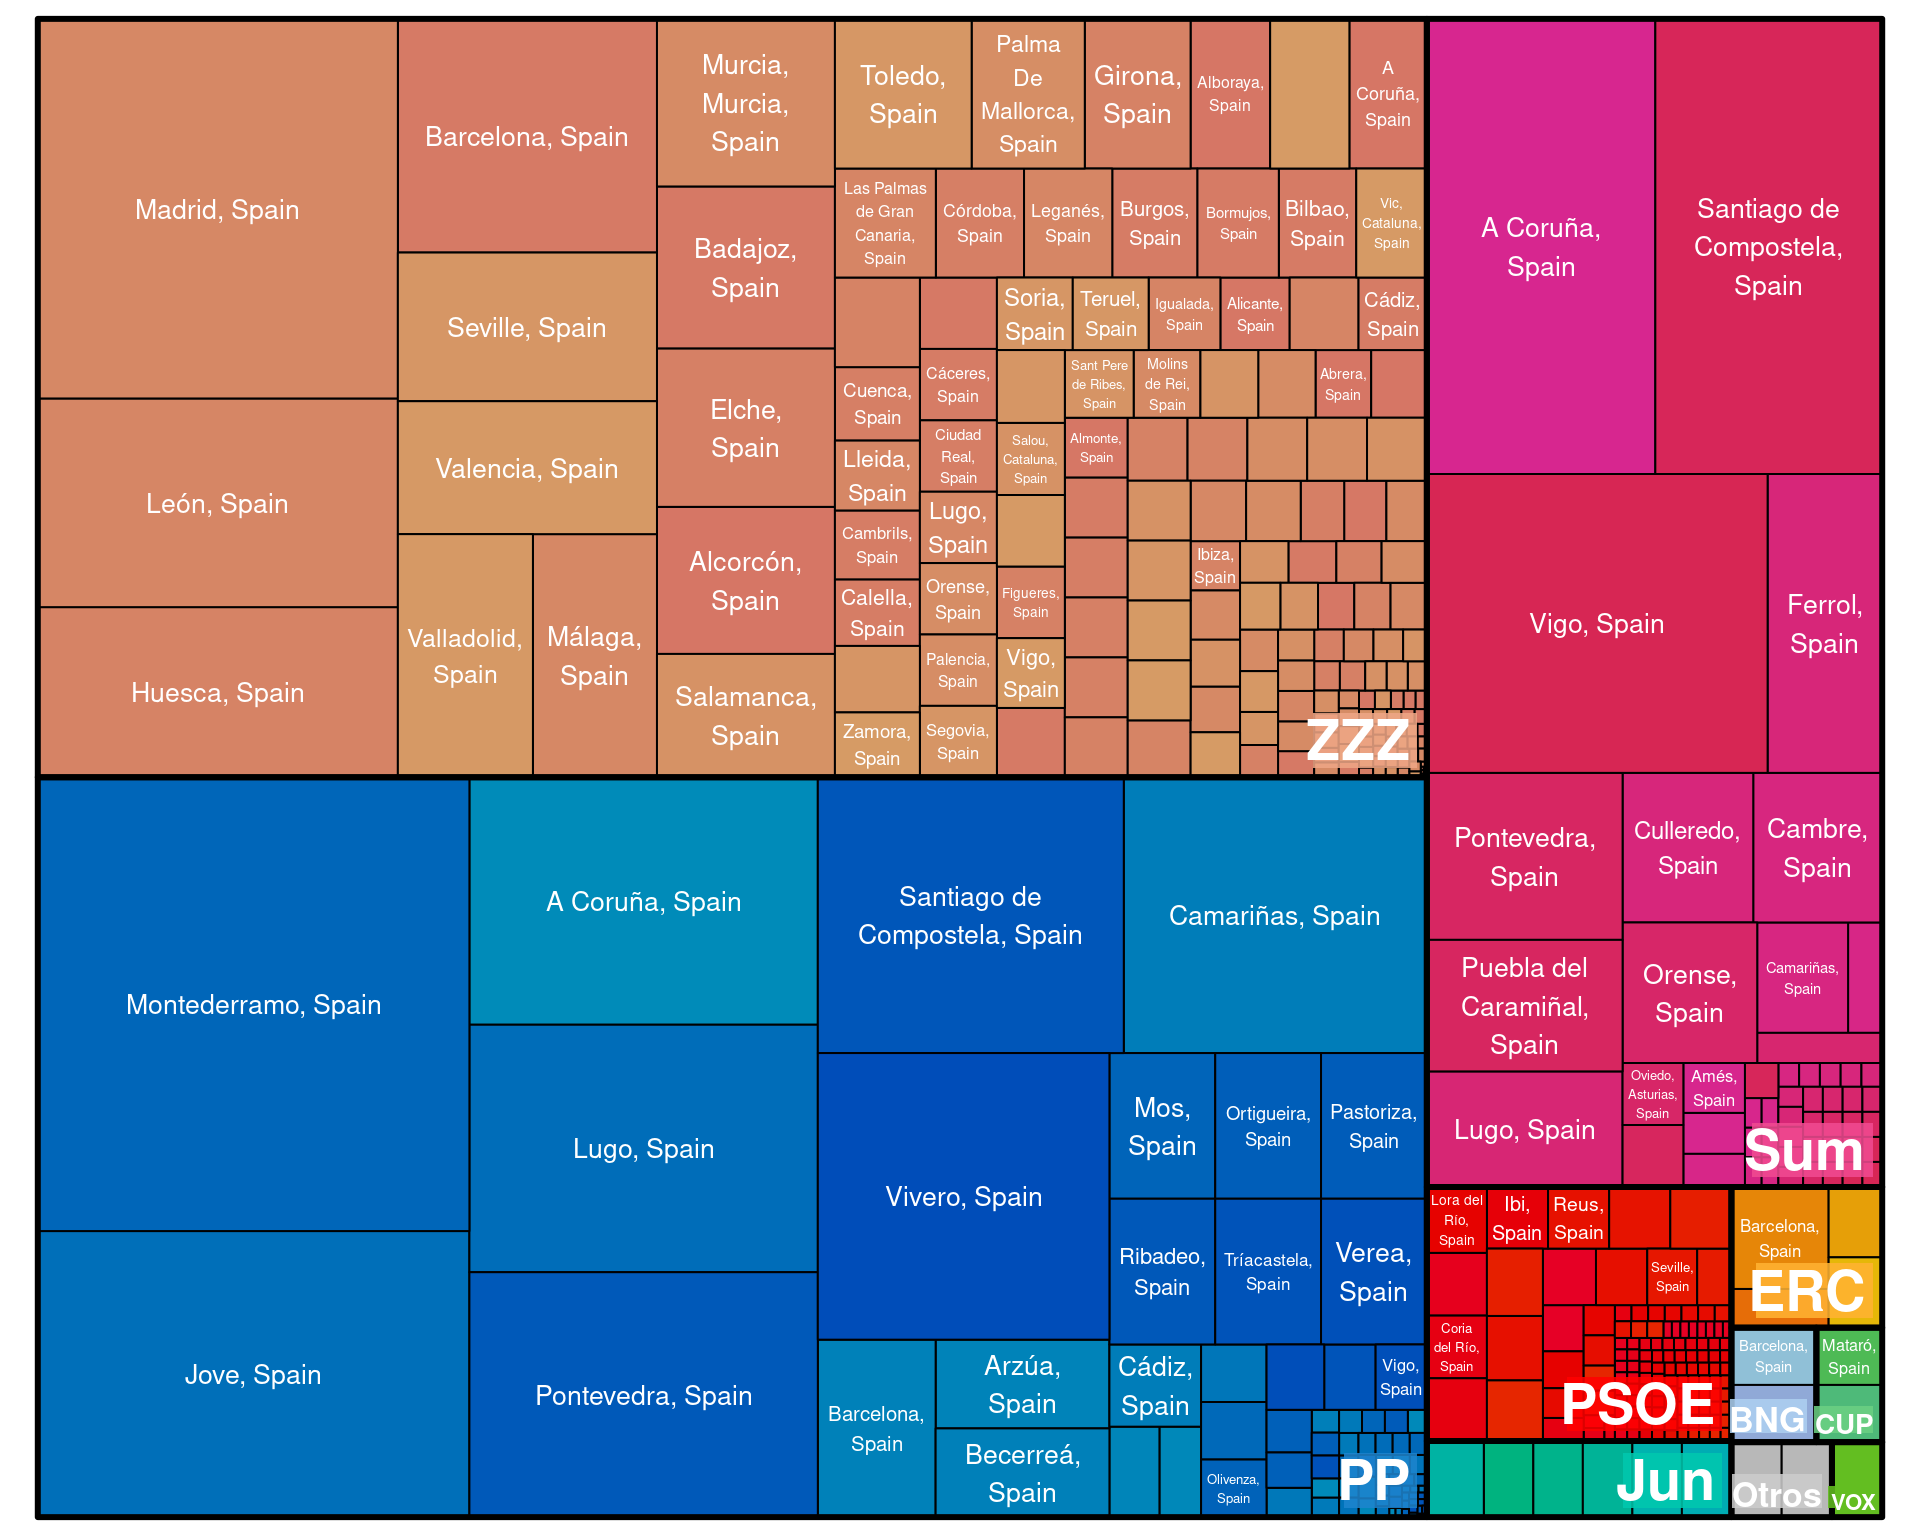 Madrid, Spain
León, Spain
Huesca, Spain
Barcelona, Spain
Seville, Spain
Valencia, Spain
Valladolid,
Spain
Málaga,
Spain
Murcia,
Murcia,
Spain
Badajoz,
Spain
Elche,
Spain
Alcorcón,
Spain
Salamanca,
Spain
Toledo,
Spain
Palma
De
Mallorca,
Spain
Girona,
Spain
Alboraya,
Spain
A
Coruña,
Spain
Las Palmas
de Gran
Canaria,
Spain
Córdoba,
Spain
Leganés,
Spain
Burgos,
Spain
Bormujos,
Spain
Bilbao,
Spain
Vic,
Cataluna,
Spain
Cuenca,
Spain
Lleida,
Spain
Cambrils,
Spain
Calella,
Spain
Zamora,
Spain
Cáceres,
Spain
Ciudad
Real,
Spain
Lugo,
Spain
Orense,
Spain
Palencia,
Spain
Segovia,
Spain
Soria,
Spain
Teruel,
Spain
Igualada,
Spain
Alicante,
Spain
Cádiz,
Spain
Salou,
Cataluna,
Spain
Figueres,
Spain
Vigo,
Spain
Sant Pere
de Ribes,
Spain
Molins
de Rei,
Spain
Abrera,
Spain
Almonte,
Spain
Ibiza,
Spain
ZZZ
A Coruña,
Spain
Santiago de
Compostela,
Spain
Vigo, Spain
Ferrol,
Spain
Pontevedra,
Spain
Culleredo,
Spain
Cambre,
Spain
Puebla del
Caramiñal,
Spain
Orense,
Spain
Camariñas,
Spain
Lugo, Spain
Oviedo,
Asturias,
Spain
Amés,
Spain
Sum
Montederramo, Spain
Jove, Spain
A Coruña, Spain
Lugo, Spain
Pontevedra, Spain
Santiago de
Compostela, Spain
Camariñas, Spain
Vivero, Spain
Mos,
Spain
Ortigueira,
Spain
Pastoriza,
Spain
Ribadeo,
Spain
Tríacastela,
Spain
Verea,
Spain
Barcelona,
Spain
Arzúa,
Spain
Becerreá,
Spain
Cádiz,
Spain
Olivenza,
Spain
Vigo,
Spain
PP
Lora del
Río,
Spain
Ibi,
Spain
Reus,
Spain
Seville,
Spain
Coria
del Río,
Spain
PSOE
Barcelona,
Spain
ERC
Barcelona,
Spain
BNG
Mataró,
Spain
CUP
Jun
Otros
VOX